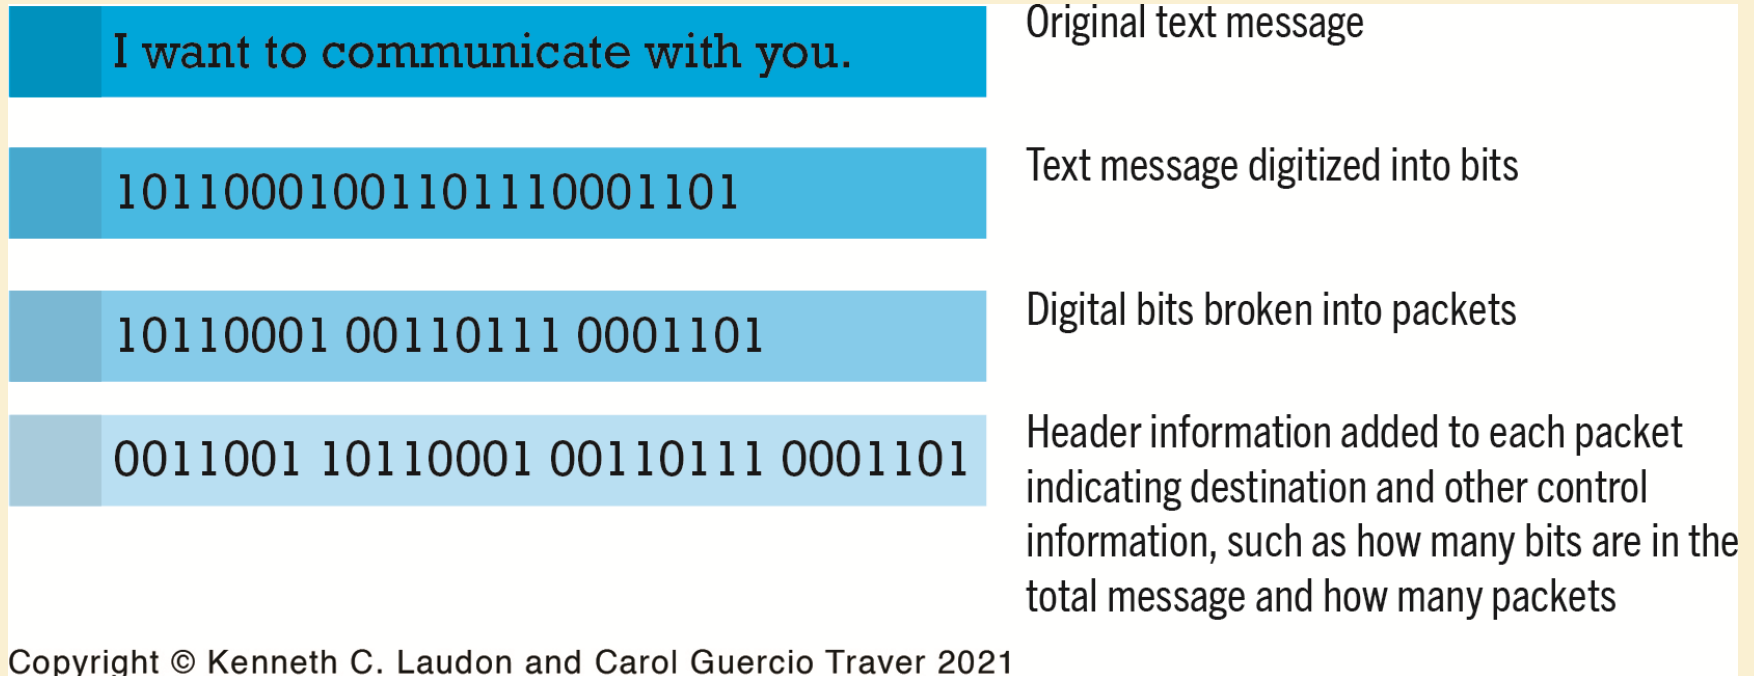 I want to communicate with you.
Original text message
10110001001101110001101
Text message digitized into bits
10110001 00110111 0001101
Digital bits broken into packets
0011001 10110001 00110111 0001101
Header information added to each packet
indicating destination and other control
information, such as how many bits are in the
total message and how many packets
Copyright © Kenneth C. Laudon and Carol Guercio Traver 2021